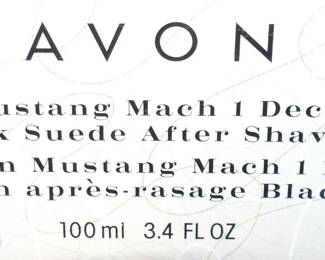 AVON
ustang Mach 1 Dec
k Suede After Shav
n Mustang Mach 1
n après-rasage Blac
100 ml 3.4 FL OZ